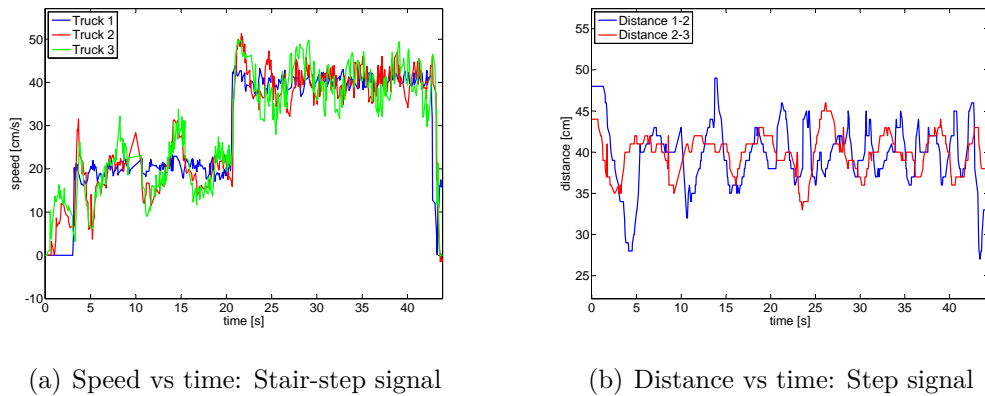 Truck 1
Truck 2
Truck 3
50
40
30
20
10
0
-10
speed [cm/s]
0 5 10 15 20 25 30 35 40
time [s]
(a) Speed vs time: Stair-step signal
Distance 1-2
Distance 2-3
55
50
45
40
35
30
25
distance [cm]
0 5 10 15 20 25 30 35 40
time [s]
(b) Distance vs time: Step signal